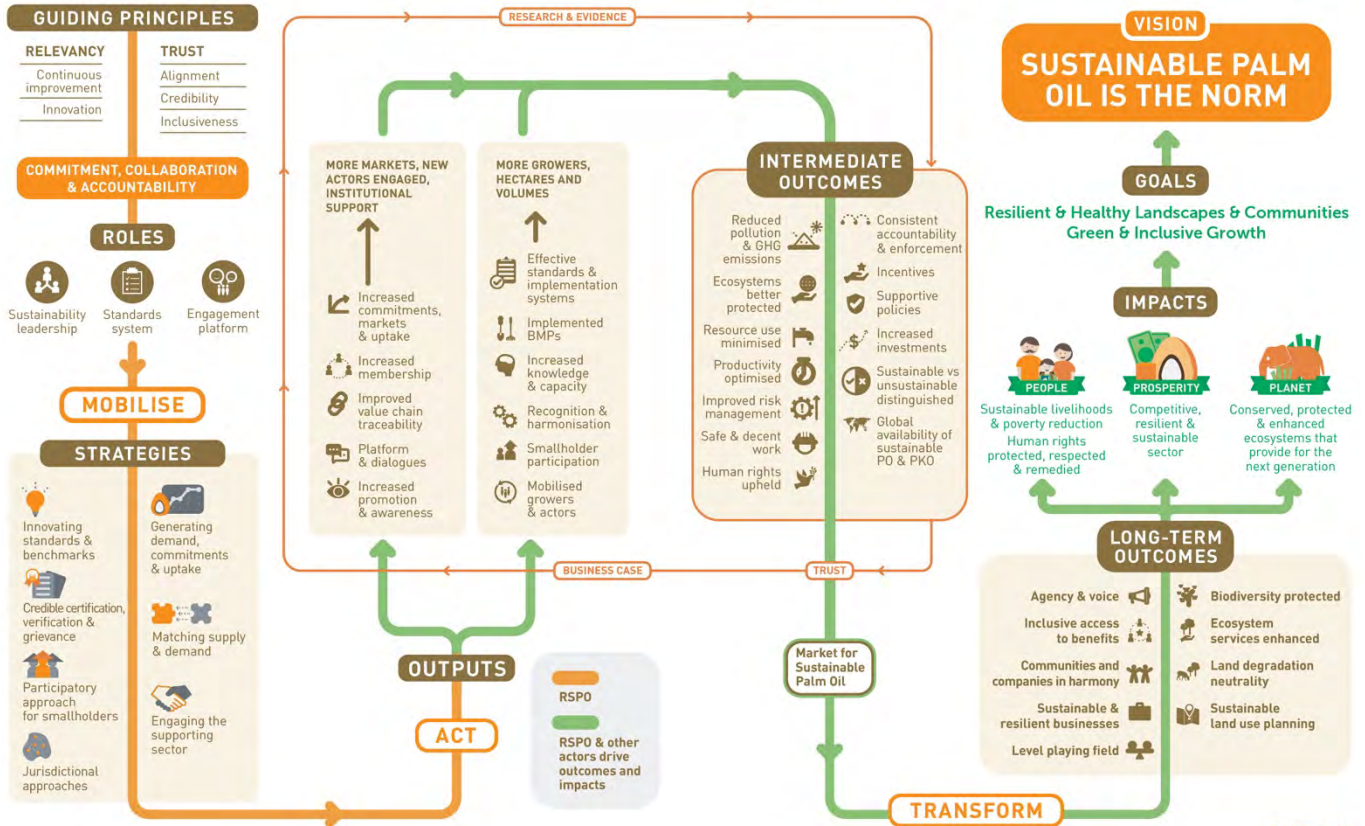 GUIDING PRINCIPLES
RELEVANCY
Continuous
improvement
Innovation
TRUST
Alignment
Credibility
Inclusiveness
COMMITMENT, COLLABORATION
& ACCOUNTABILITY
ROLES
Sustainability
leadership
Standards
system
Engagement
platform
MOBILISE
STRATEGIES
Innovating
standards &
benchmarks
Credible certification,
verification &
grievance
Participatory
approach
for smallholders
Jurisdictional
approaches
Generating
demand,
commitments
& uptake
Matching supply
& demand
Engaging the
supporting
sector
RESEARCH & EVIDENCE
MORE MARKETS, NEW
ACTORS ENGAGED,
INSTITUTIONAL
SUPPORT
Increased
commitments,
markets
& uptake
Increased
membership
Improved
value chain
traceability
Platform
& dialogues
Increased
promotion
& awareness
MORE GROWERS,
HECTARES AND
VOLUMES
Effective
standards &
implementation
systems
Implemented
BMPs
Increased
knowledge
& capacity
Recognition &
harmonisation
Smallholder
participation
Mobilised
growers
& actors
BUSINESS CASE
TRUST
OUTPUTS
ACT
RSPO
RSPO & other
actors drive
outcomes and
impacts
INTERMEDIATE
OUTCOMES
Reduced
pollution
& GHG
emissions
Ecosystems
better
protected
Resource use
minimised
Productivity
optimised
Improved risk
management
Safe & decent
work
Human rights
upheld
Consistent
accountability
& enforcement
Incentives
Supportive
policies
Increased
investments
Sustainable vs
unsustainable
distinguished
Global
availability of
sustainable
PO & PKO
Market for
Sustainable
Palm Oil
TRANSFORM
VISION
SUSTAINABLE PALM
OIL IS THE NORM
GOALS
Resilient & Healthy Landscapes & Communities
Green & Inclusive Growth
IMPACTS
PEOPLE
Sustainable livelihoods
& poverty reduction
Human rights
protected, respected
& remedied
PROSPERITY
Competitive,
resilient &
sustainable
sector
PLANET
Conserved, protected
& enhanced
ecosystems that
provide for the
next generation
LONG-TERM
OUTCOMES
Agency & voice
Inclusive access
to benefits
Communities and
companies in harmony
Sustainable &
resilient businesses
Level playing field
Biodiversity protected
Ecosystem
services enhanced
Land degradation
neutrality
Sustainable
land use planning